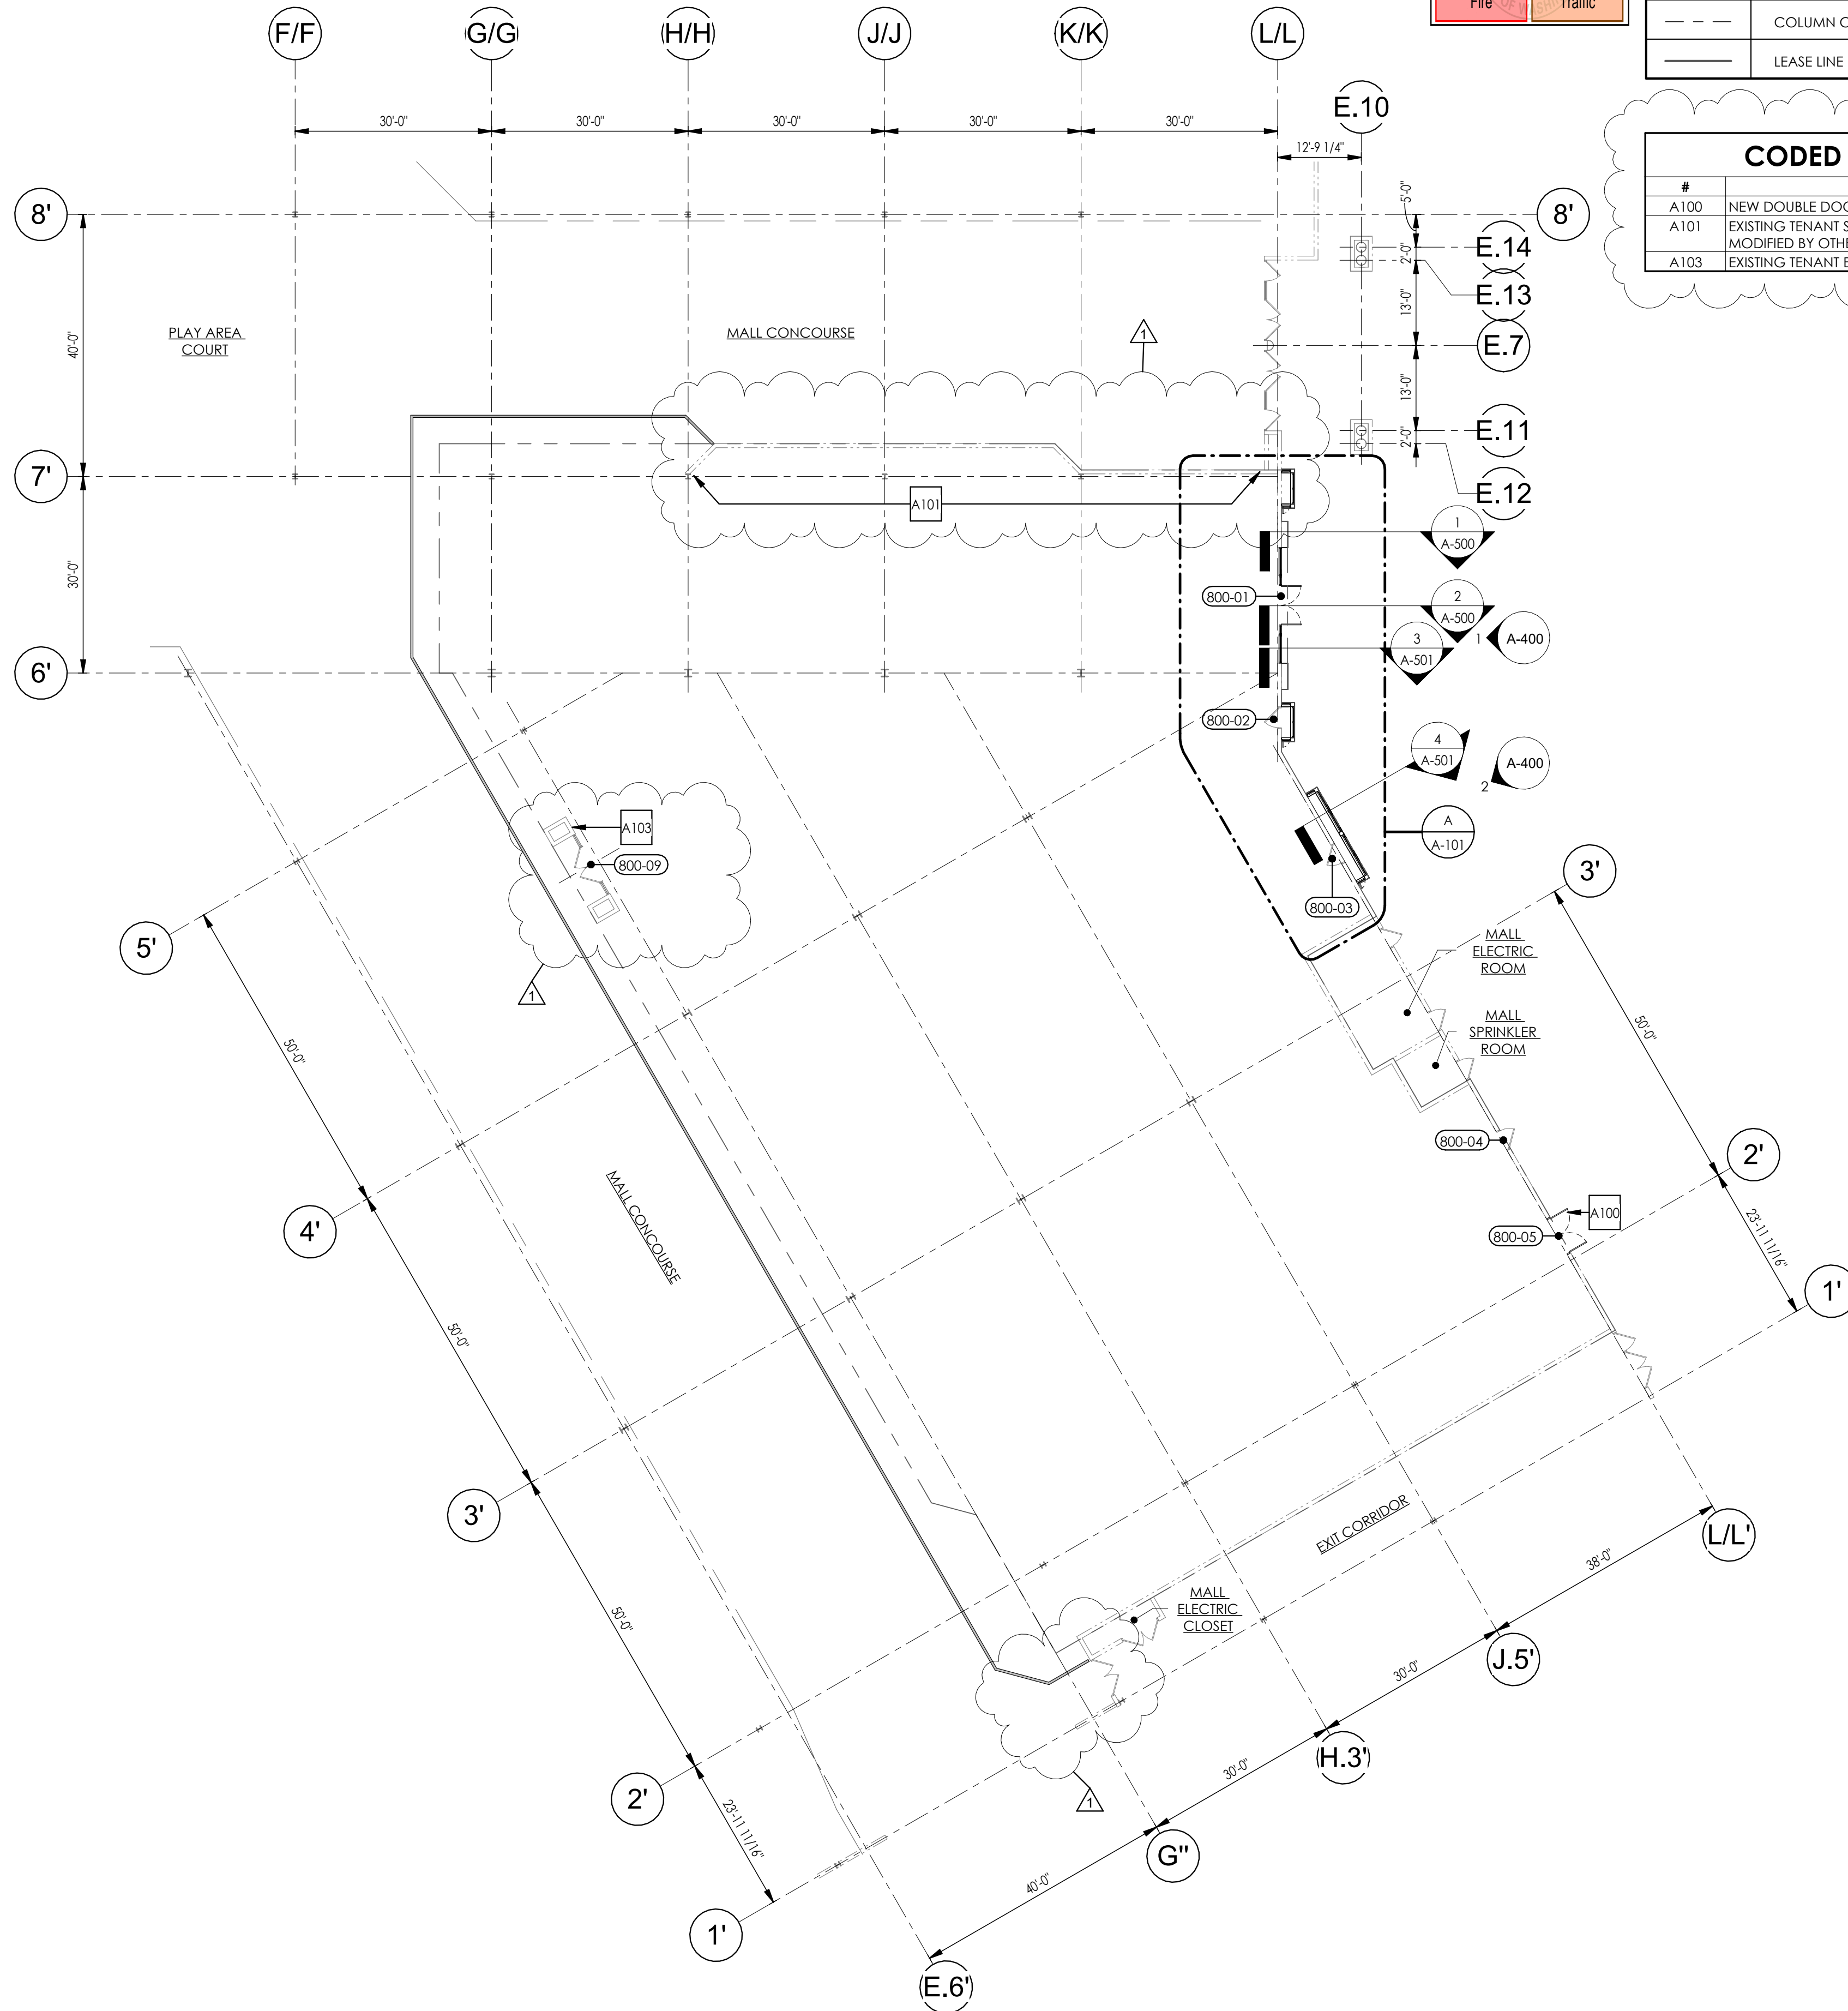 Fire
Traffic
OF WASHI
COLUMN C
LEASE LINE
F/F
G/G
H/H
J/J
K/K
L/L
E.10
30'-0"
30'-0"
30'-0"
30'-0"
30'-0"
12'-9 1/4"
CODED
#
A100
NEW DOUBLE DOO
A101
EXISTING TENANT S
MODIFIED BY OTHE
A103
EXISTING TENANT E
8'
8'
5'-0"
E.14
2'-0"
E.13
13'-0"
E.7
13'-0"
E.11
2'-0"
E.12
40'-0"
PLAY AREA
COURT
MALL CONCOURSE
1
7'
A101
30'-0"
1
A-500
800-01
2
A-500
1
A-400
3
A-501
6'
800-02
4
A-501
A-400
2
A103
800-09
A
A-101
800-03
3'
5'
MALL
ELECTRIC
ROOM
1
MALL
SPRINKLER
ROOM
50'-0"
50'-0"
800-04
2'
MALL CONCOURSE
A100
4'
800-05
23'-11 11/16"
1'
50'-0"
3'
EXIT CORRIDOR
L/L'
38'-0"
MALL
ELECTRIC
CLOSET
50'-0"
J.5'
30'-0"
H.3'
30'-0"
2'
1
23'-11 11/16"
G"
40'-0"
1'
E.6'